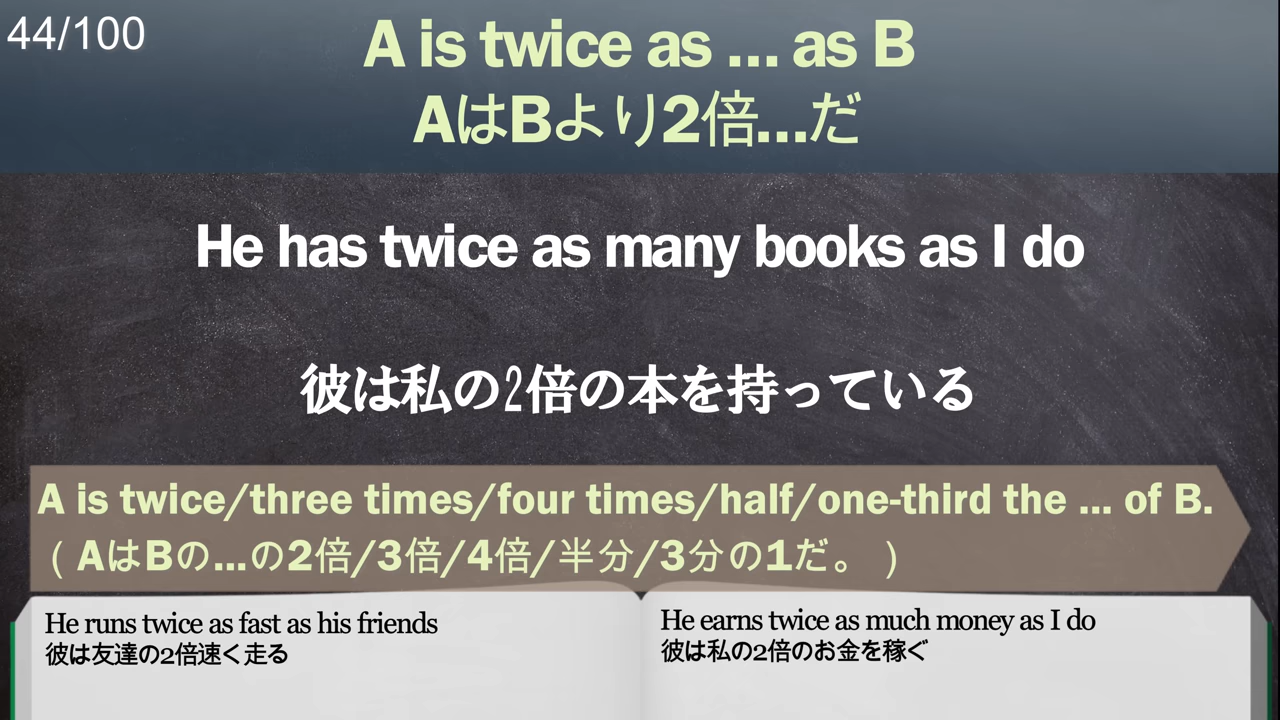 44/100
A is twice as ... as B
AはBより2倍...だ
He has twice as many books as I do
彼は私の2倍の本を持っている
A is twice/three times/four times/half/one-third the ... of B.
( AはBの...の2倍/3倍/4倍/半分/3分の1だ。 )
He runs twice as fast as his friends
彼は友達の2倍速く走る
He earns twice as much money as I do
彼は私の2倍のお金を稼ぐ